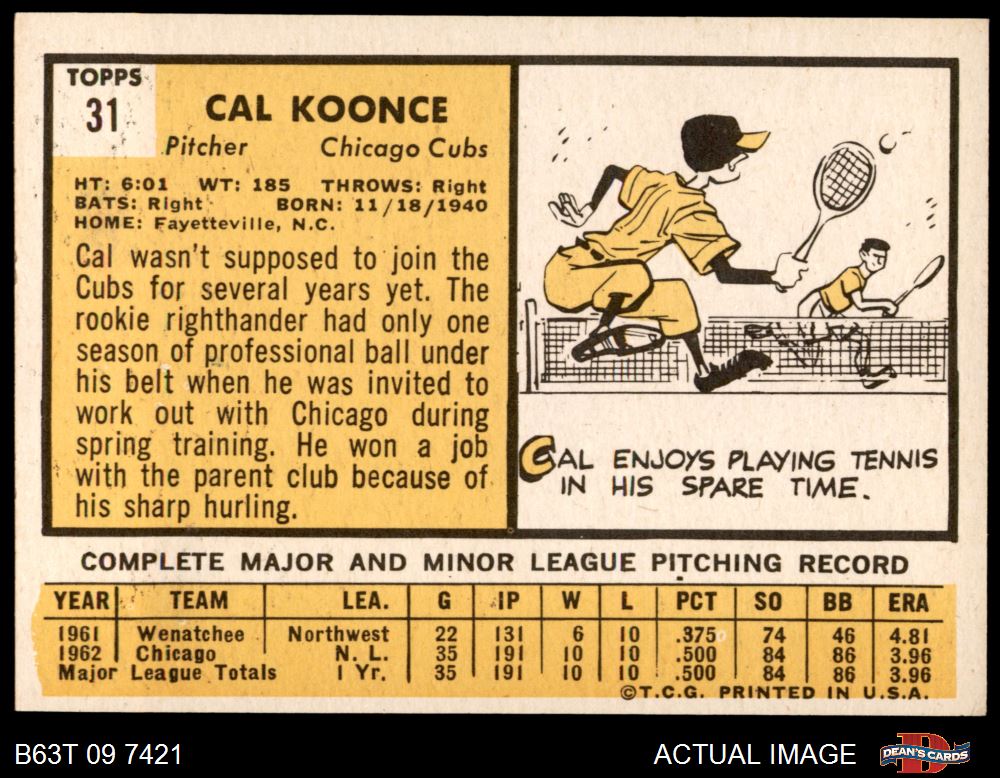 TOPPS
31
CAL KOONCE
Pitcher Chicago Cubs
HT: 6:01 WT: 185 THROWS: Right
BATS: Right BORN: 11/18/1940
HOME: Fayetteville, N.C.
Cal wasn't supposed to join the
Cubs for several years yet. The
rookie righthander had only one
season of professional ball under
his belt when he was invited to
work out with Chicago during
spring training. He won a job
with the parent club because of
his sharp hurling.
CAL ENJOYS PLAYING TENNIS
IN HIS SPARE TIME.
COMPLETE MAJOR AND MINOR LEAGUE PITCHING RECORD
YEAR TEAM LEA. G IP W L PCT SO BB ERA
1961 Wenatchee Northwest 22 131 6 10 .375 74 46 4.81
1962 Chicago N. L. 35 191 10 10 .500 84 86 3.96
Major League Totals 1 Yr. 35 191 10 10 .500 84 86 3.96
©T.C.G. PRINTED IN U.S.A.
B63T 09 7421 ACTUAL IMAGE
DEAN'S CARDS